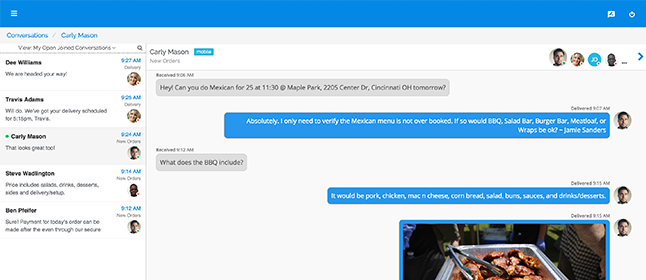 Conversations / Carly Mason
View: My Open Joined Conversations
Dee Williams 9:27 AM
Delivery
We are headed your way!
Travis Adams 9:26 AM
Delivery
Will do. We've got your delivery scheduled
for 5:15pm, Travis.
Carly Mason 9:24 AM
New Orders
That looks great too!
Steve Wadlington 9:14 AM
New Orders
Price includes salads, drinks, desserts,
sides and delivery/setup.
Ben Pfeifer 9:12 AM
New Orders
Sure!! Payment for today's order can be
made after the even through our secure
Carly Mason mobile
New Orders
JD
Received 9:06 AM
Hey! Can you do Mexican for 25 at 11:30 @ Maple Park, 2205 Center Dr, Cincinnati OH tomorrow?
Delivered 9:07 AM
Absolutely. I only need to verify the Mexican menu is not over booked. If so would BBQ, Salad Bar, Burger Bar, Meatloaf, or
Wraps be ok? ~ Jamie Sanders
Received 9:12 AM
What does the BBQ include?
Delivered 9:15 AM
It would be pork, chicken, mac n cheese, corn bread, salad, buns, sauces, and drinks/desserts.
Delivered 9:15 AM